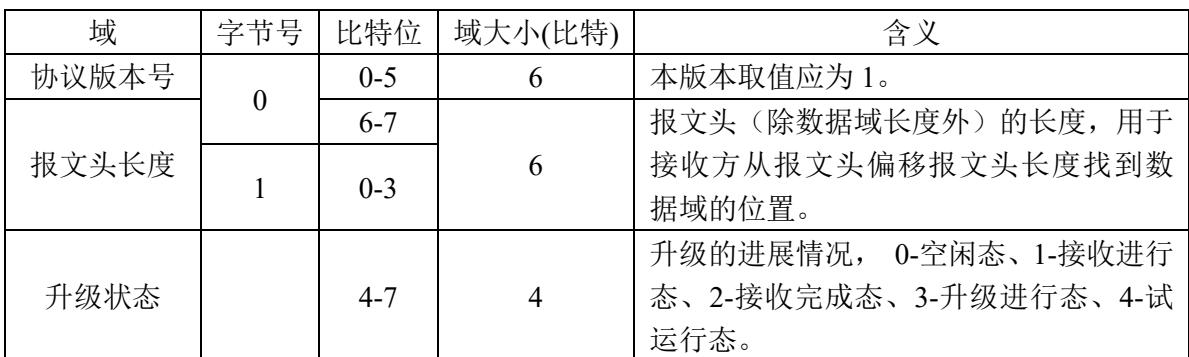 域 字节号 比特位 域大小(比特) 含义
协议版本号 0 0-5 6 本版本取值应为 1。
报文头长度 6-7 6 报文头（除数据域长度外）的长度，用于
1 0-3 接收方从报文头偏移报文头长度找到数
据域的位置。
升级状态 4-7 4 升级的进展情况， 0-空闲态、1-接收进行
态、2-接收完成态、3-升级进行态、4-试
运行态。